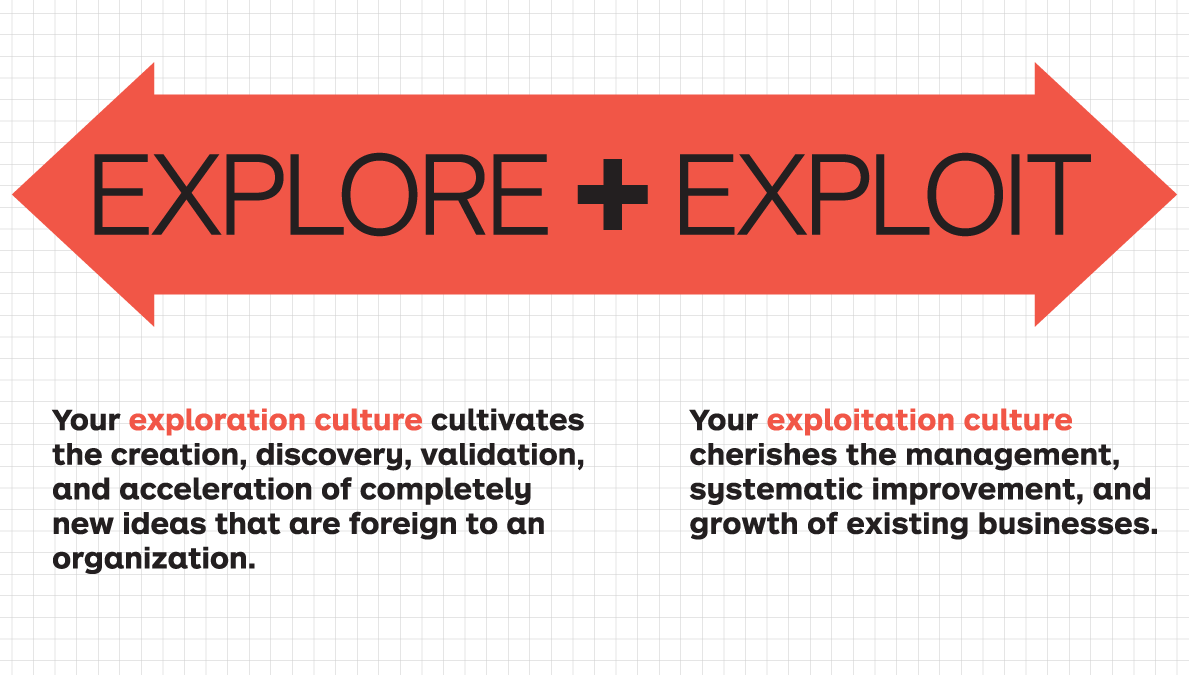 EXPLORE + EXPLOIT
Your exploration culture cultivates
the creation, discovery, validation,
and acceleration of completely
new ideas that are foreign to an
organization.
Your exploitation culture
cherishes the management,
systematic improvement, and
growth of existing businesses.